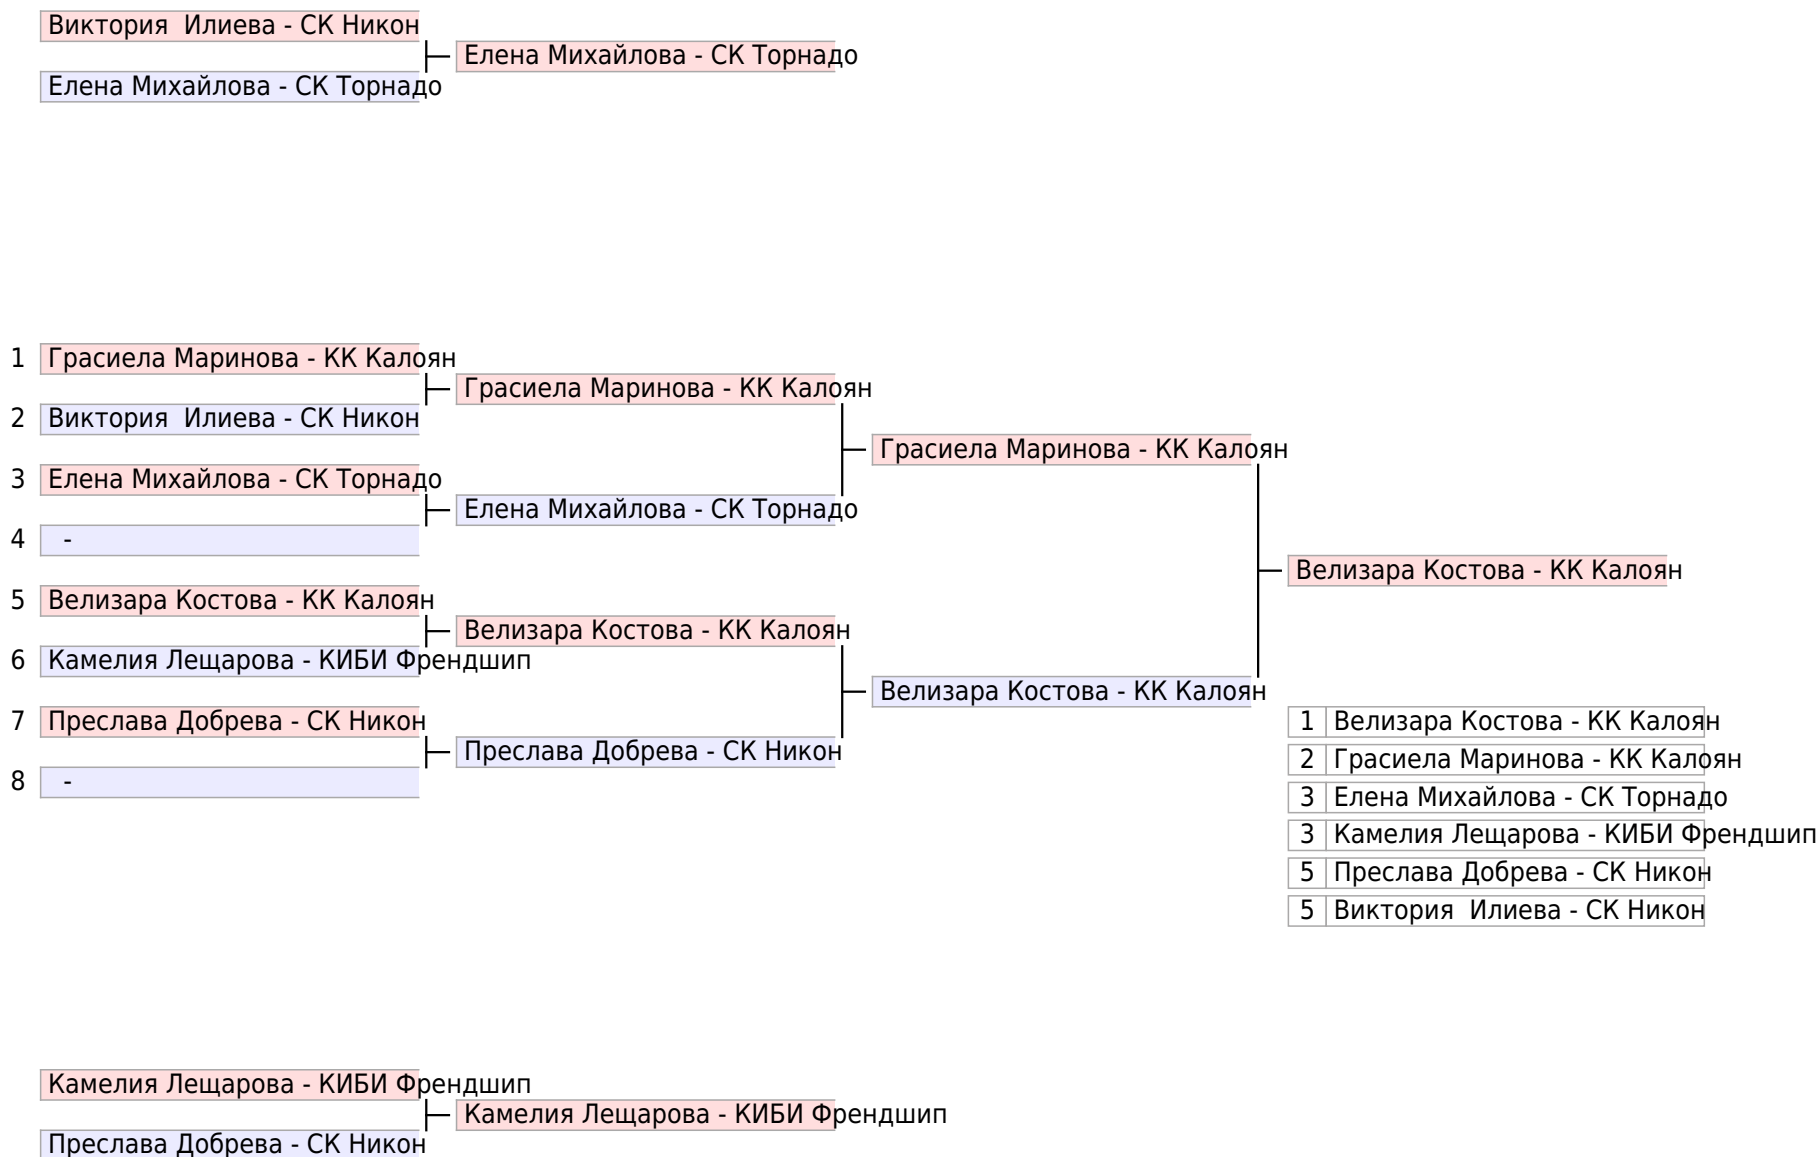 Виктория  Илиева - СК Никон
Елена Михайлова - СК Торнадо
Елена Михайлова - СК Торнадо
1 Грасиела Маринова - КК Калоян
Грасиела Маринова - КК Калоян
2 Виктория  Илиева - СК Никон
Грасиела Маринова - КК Калоян
3 Елена Михайлова - СК Торнадо
Елена Михайлова - СК Торнадо
4 -
Велизара Костова - КК Калоян
5 Велизара Костова - КК Калоян
Велизара Костова - КК Калоян
6 Камелия Лещарова - КИБИ Френдшип
Велизара Костова - КК Калоян
7 Преслава Добрева - СК Никон
Преслава Добрева - СК Никон
8 -
1 Велизара Костова - КК Калоян
2 Грасиела Маринова - КК Калоян
3 Елена Михайлова - СК Торнадо
3 Камелия Лещарова - КИБИ Френдшип
5 Преслава Добрева - СК Никон
5 Виктория  Илиева - СК Никон
Камелия Лещарова - КИБИ Френдшип
Камелия Лещарова - КИБИ Френдшип
Преслава Добрева - СК Никон